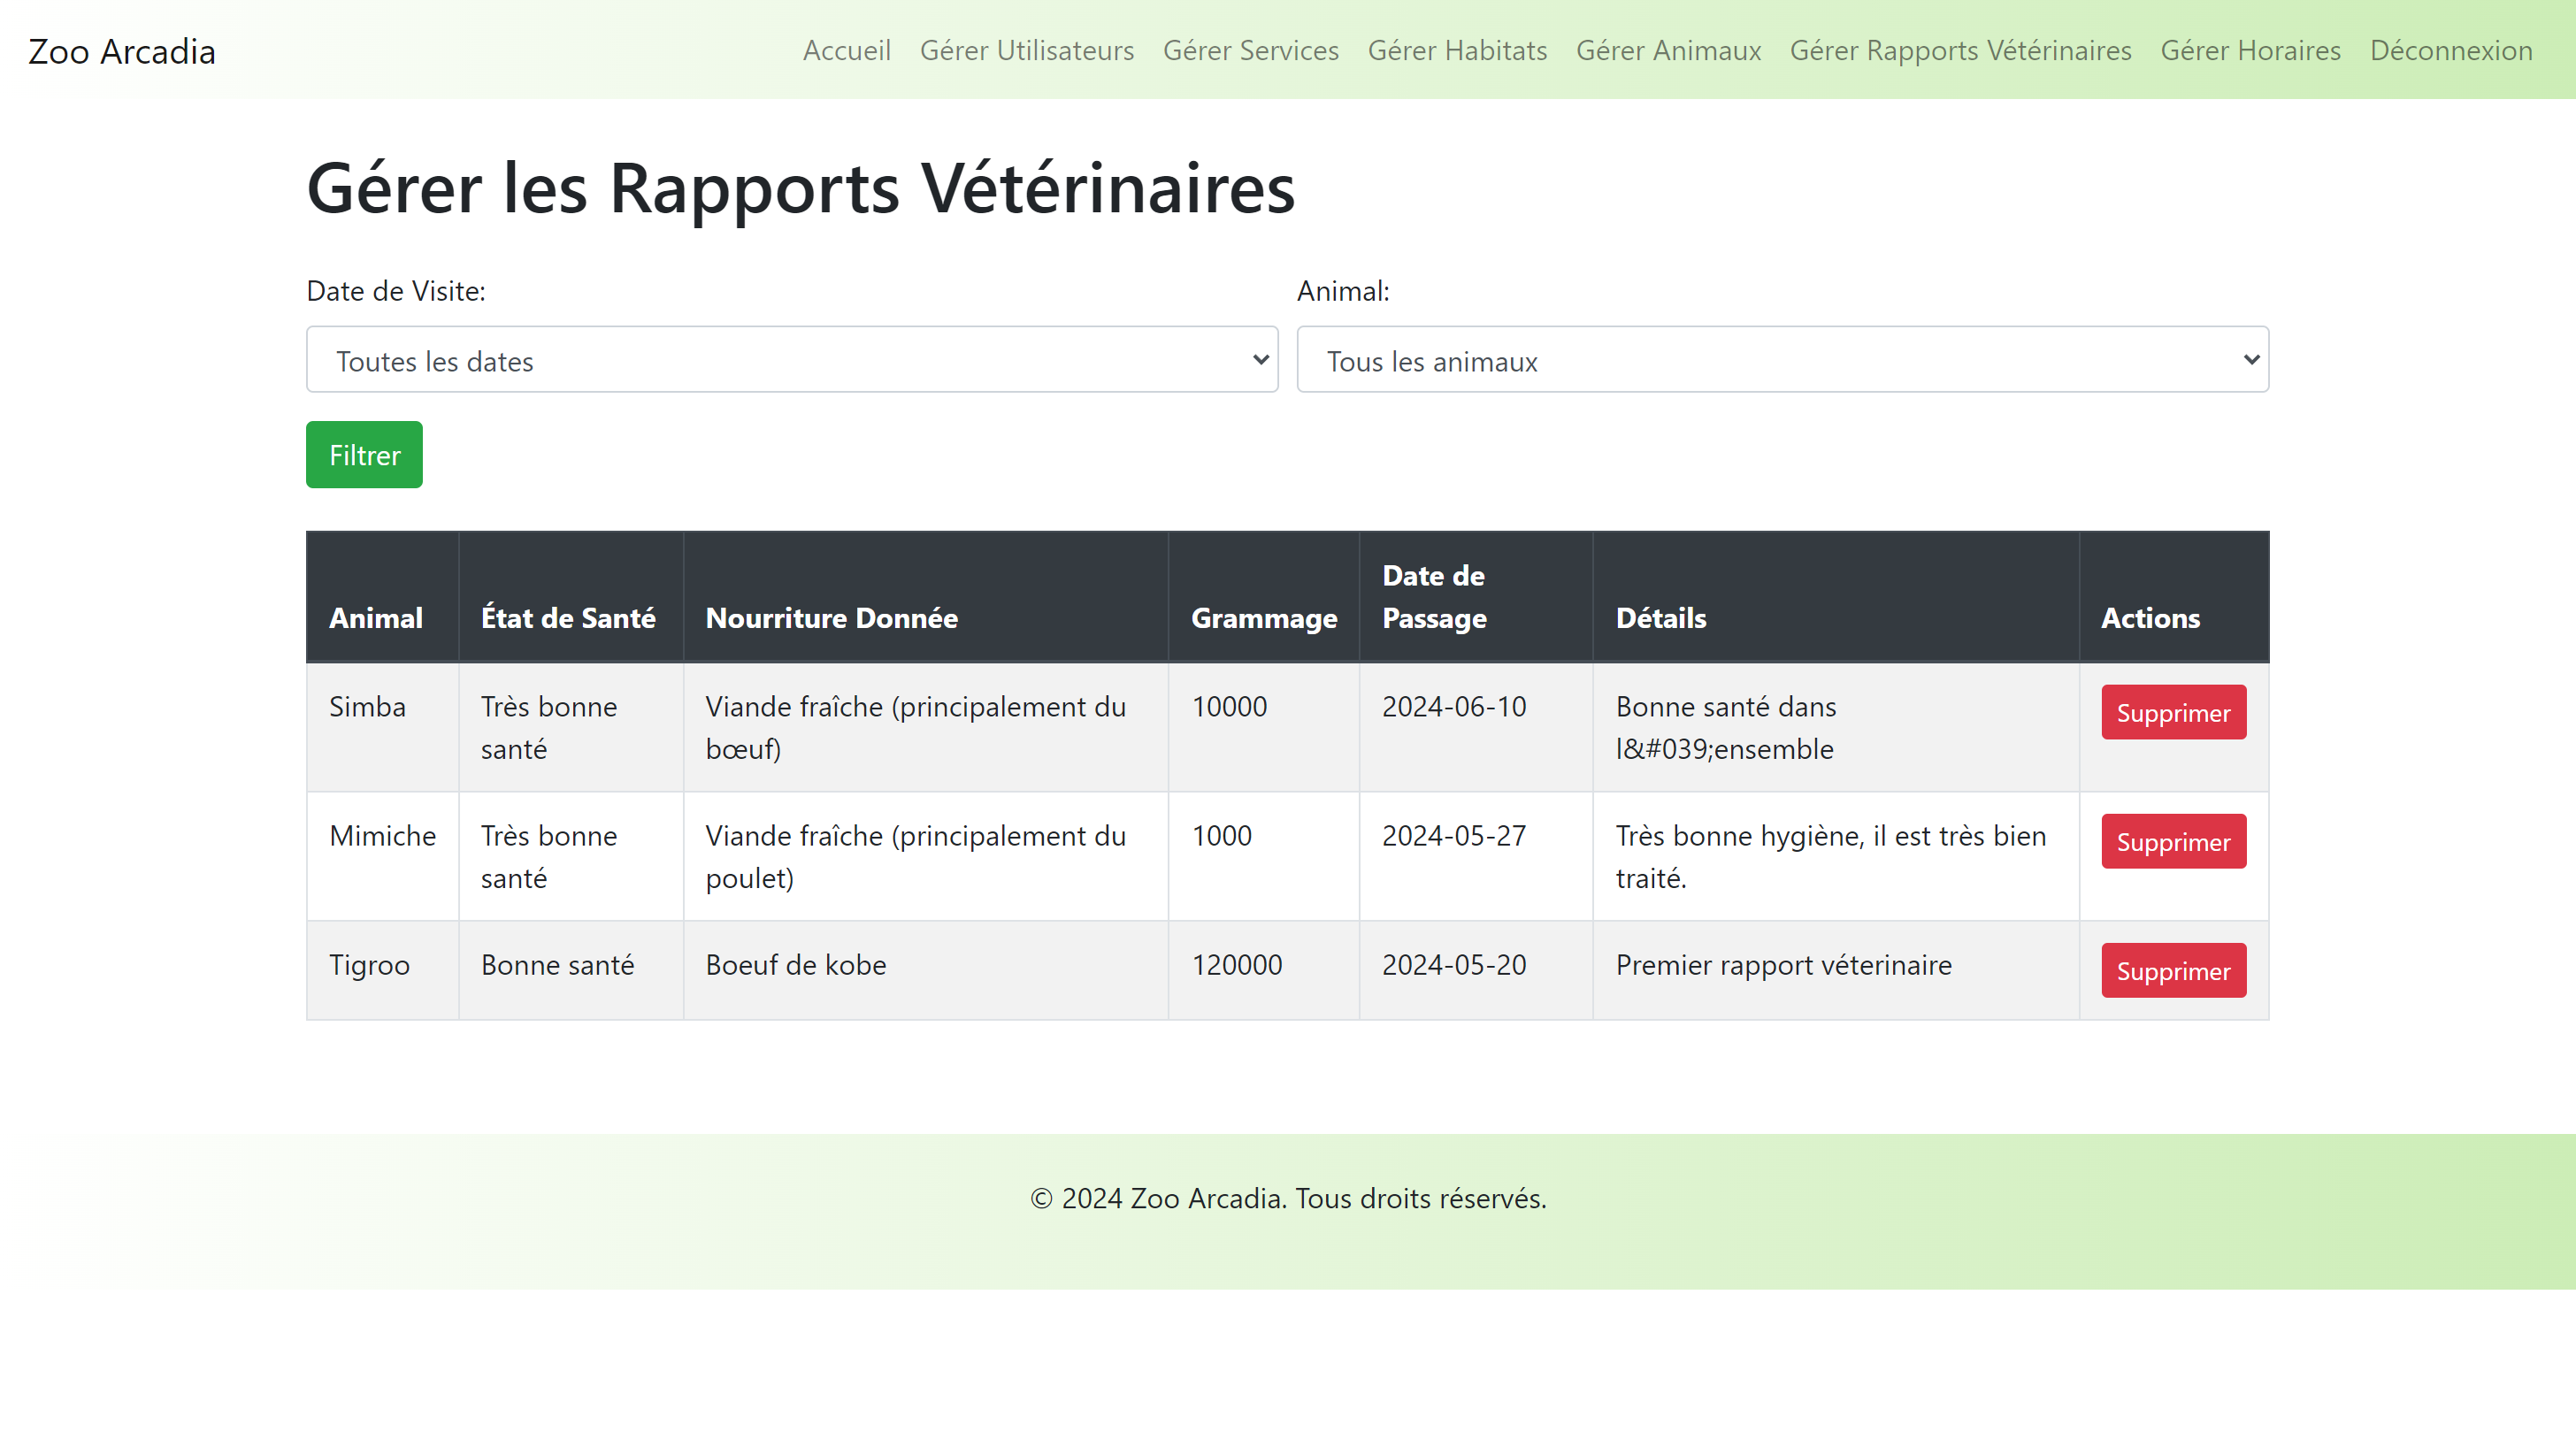 Zoo Arcadia
Accueil Gérer Utilisateurs Gérer Services Gérer Habitats Gérer Animaux Gérer Rapports Vétérinaires Gérer Horaires Déconnexion
Gérer les Rapports Vétérinaires
Date de Visite:
Toutes les dates
Animal:
Tous les animaux
Filtrer
Animal
État de Santé
Nourriture Donnée
Grammage
Date de
Passage
Détails
Actions
Simba
Très bonne
santé
Viande fraîche (principalement du
bœuf)
10000
2024-06-10
Bonne santé dans
l&#039;ensemble
Supprimer
Mimiche
Très bonne
santé
Viande fraîche (principalement du
poulet)
1000
2024-05-27
Très bonne hygiène, il est très bien
traité.
Supprimer
Tigroo
Bonne santé
Boeuf de kobe
120000
2024-05-20
Premier rapport véterinaire
Supprimer
© 2024 Zoo Arcadia. Tous droits réservés.